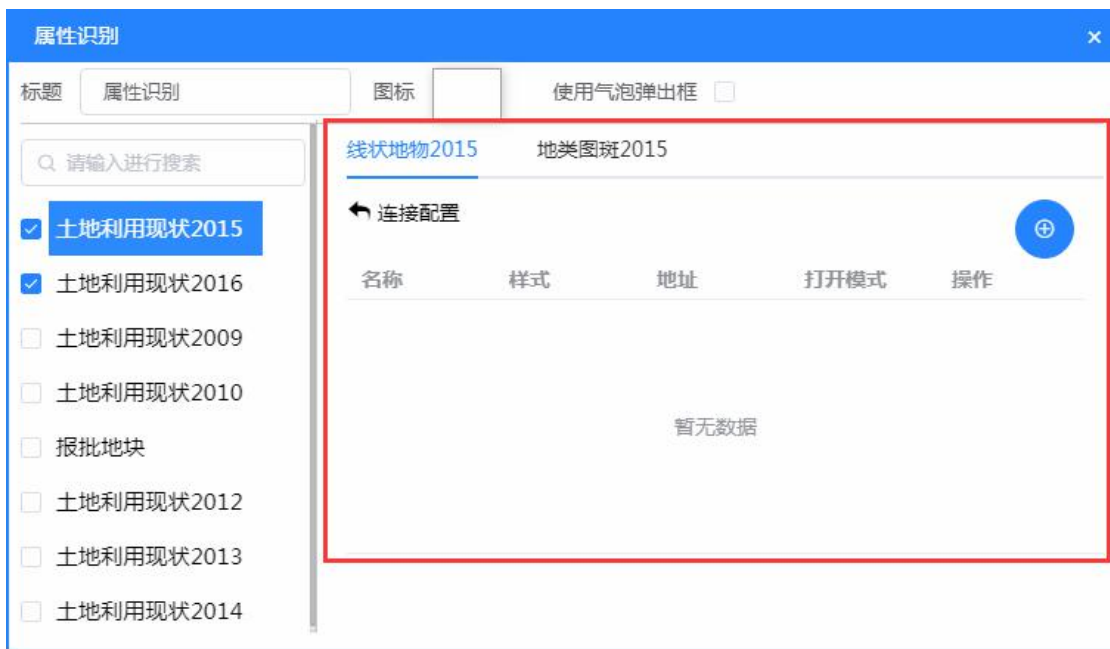 属性识别
标题 属性识别 图标 使用气泡弹出框
请输入进行搜索
土地利用现状2015
土地利用现状2016
土地利用现状2009
土地利用现状2010
报批地块
土地利用现状2012
土地利用现状2013
土地利用现状2014
线状地物2015 地类图斑2015
连接配置
名称 样式 地址 打开模式 操作
暂无数据